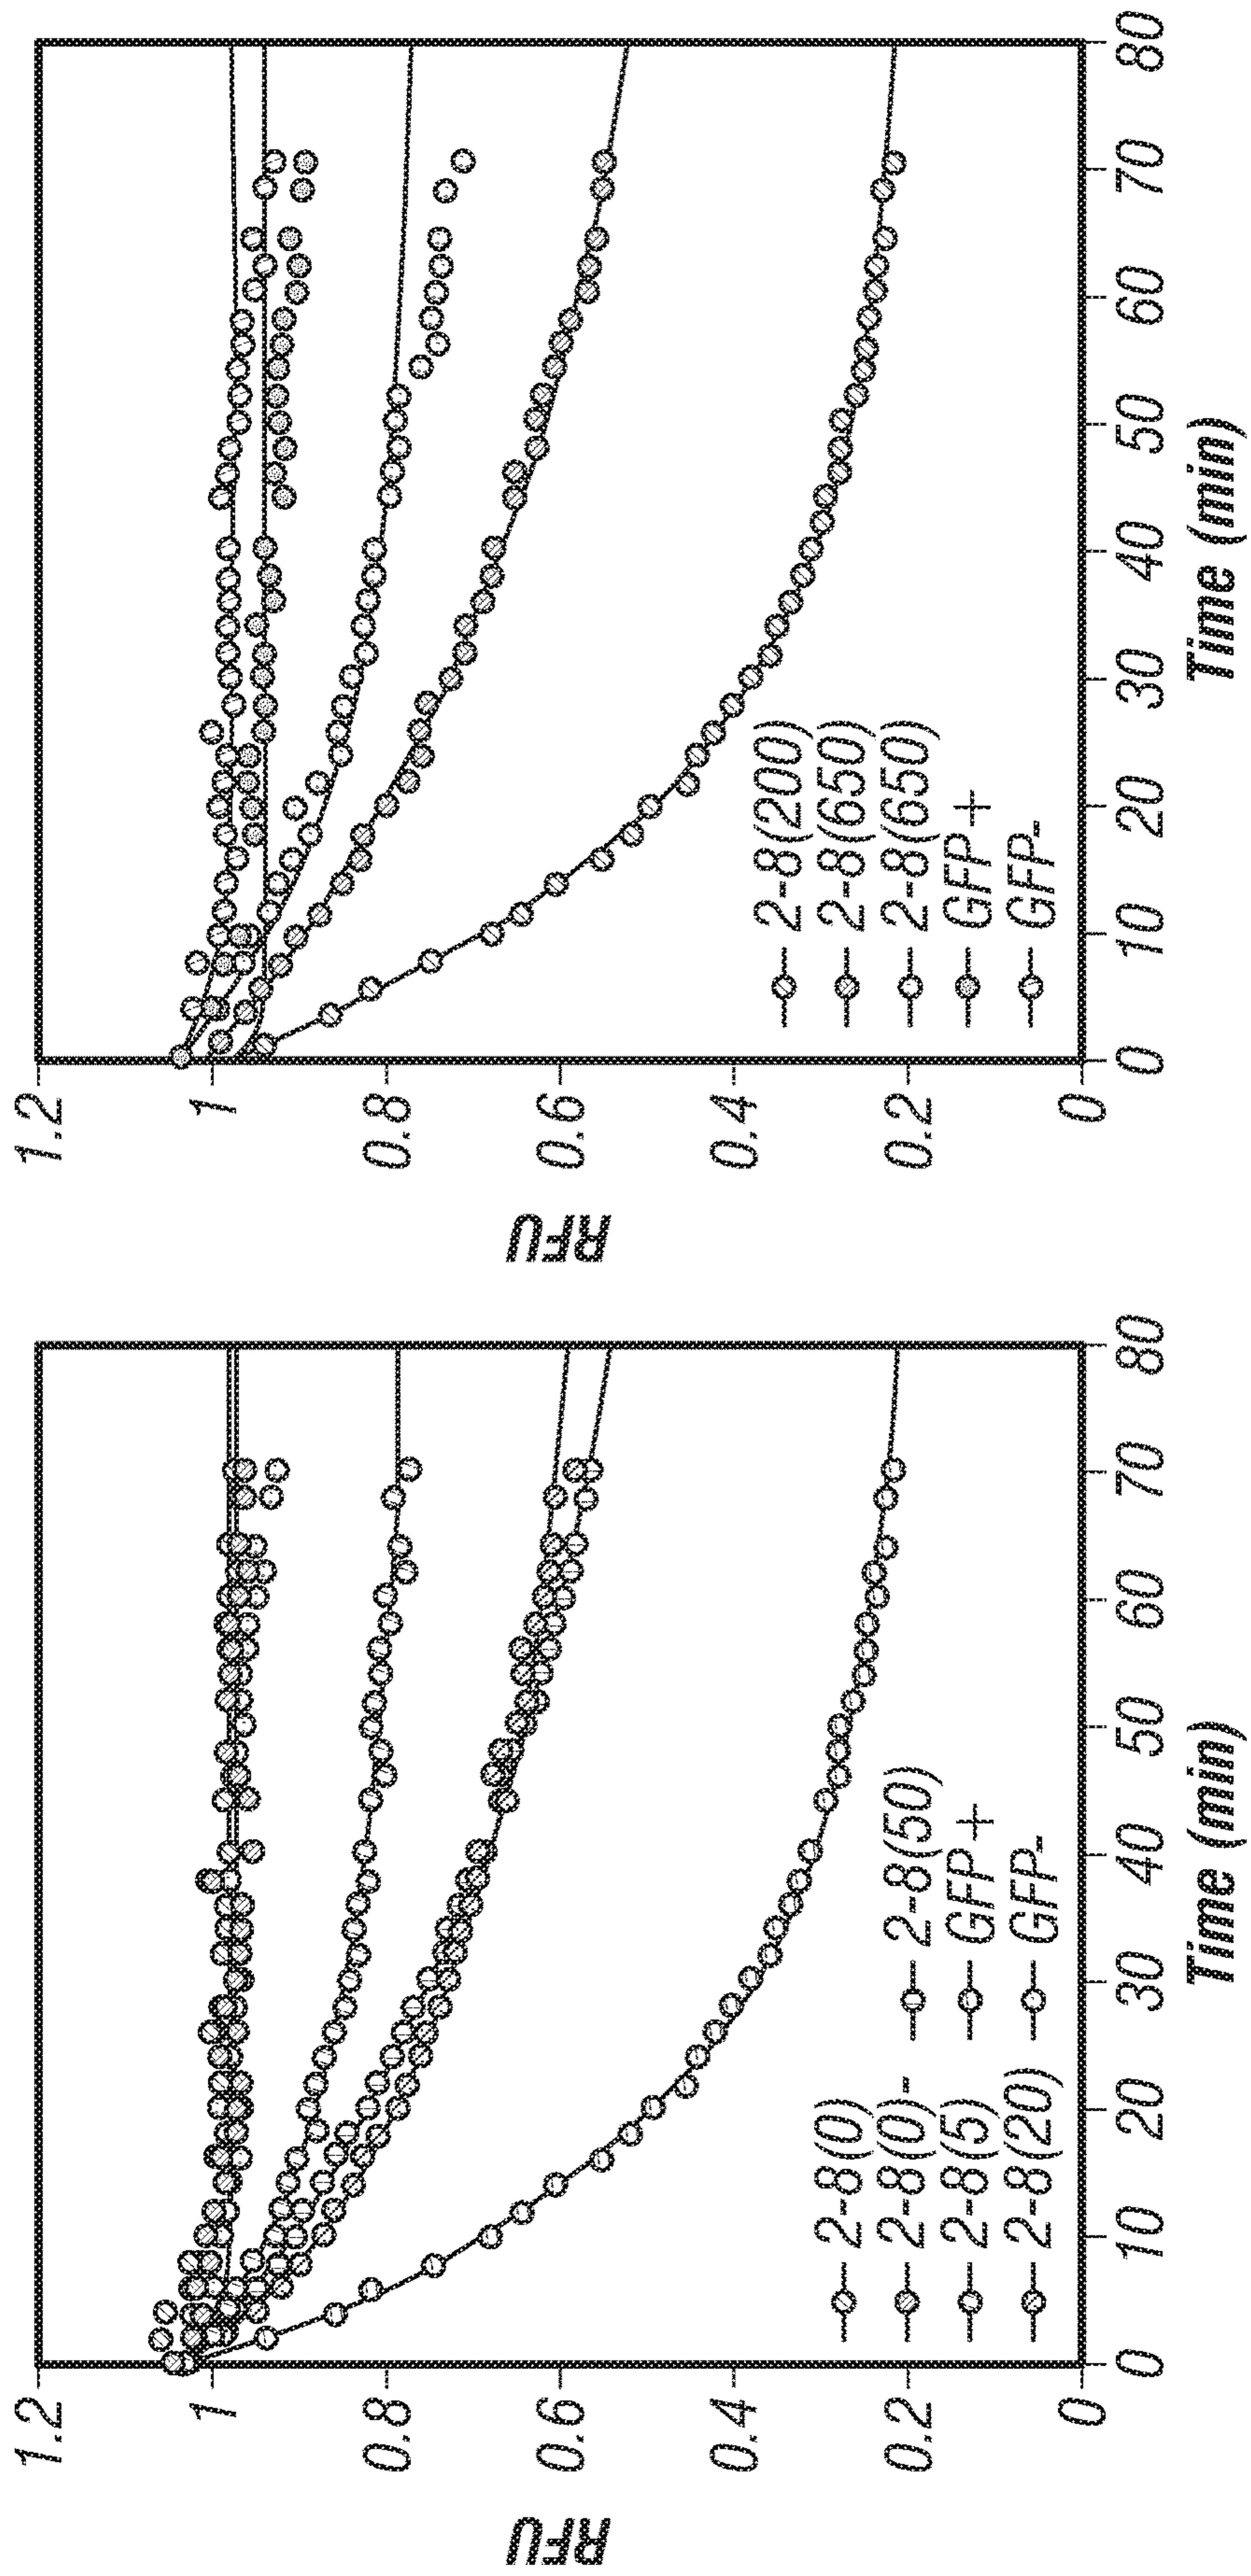 RFU
1.2
1
0.8
0.6
0.4
0.2
0
0 10 20 30 40 50 60 70 80
Time (min)
2-8(0)
2-8(0)-
2-8(5)
2-8(20)
2-8(50)
GFP+
GFP-
RFU
1.2
1
0.8
0.6
0.4
0.2
0
0 10 20 30 40 50 60 70 80
Time (min)
2-8(200)
2-8(650)
2-8(650)
GFP+
GFP-